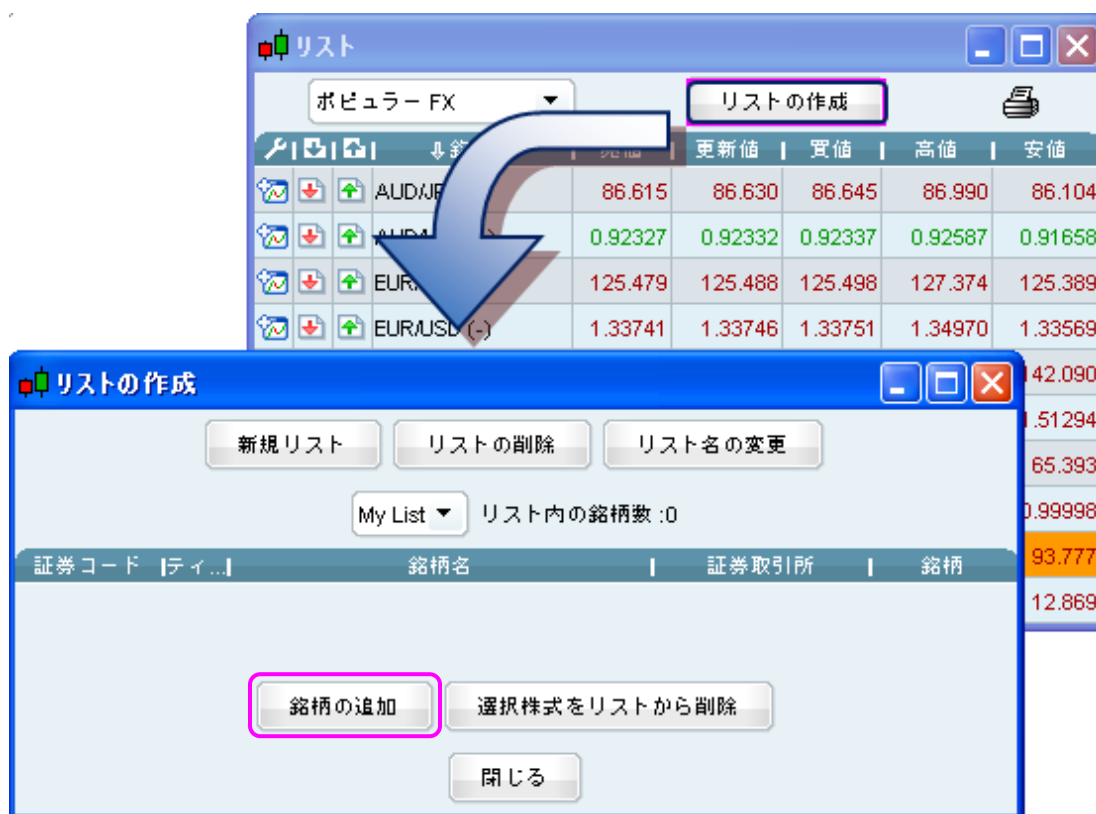 リスト
ポピュラー FX リストの作成
更新値 買値 高値 安値
86.615 86.630 86.645 86.990 86.104
0.92327 0.92332 0.92337 0.92587 0.91658
125.479 125.488 125.498 127.374 125.389
EUR/USD (-) 1.33741 1.33746 1.33751 1.34970 1.33569
リストの作成
新規リスト リストの削除 リスト名の変更
My List リスト内の銘柄数 :0
証券コード ティ... 銘柄名 証券取引所 銘柄
銘柄の追加 選択株式をリストから削除
閉じる
42.090
.51294
65.393
0.99998
93.777
12.869